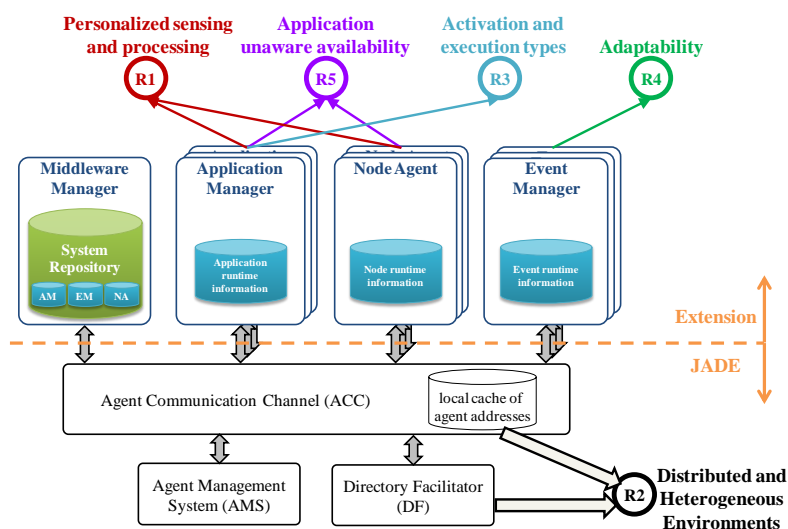 Personalized sensing
and processing
Application
unaware availability
Activation and
execution types
Adaptability
R1
R5
R3
R4
Middleware
Manager
Application
Manager
Node Agent
Event
Manager
System
Repository
AM
EM
NA
Application
runtime
information
Node runtime
information
Event runtime
information
Extension
JADE
Agent Communication Channel (ACC)
local cache of
agent addresses
Agent Management
System (AMS)
Directory Facilitator
(DF)
R2
Distributed and
Heterogeneous
Environments